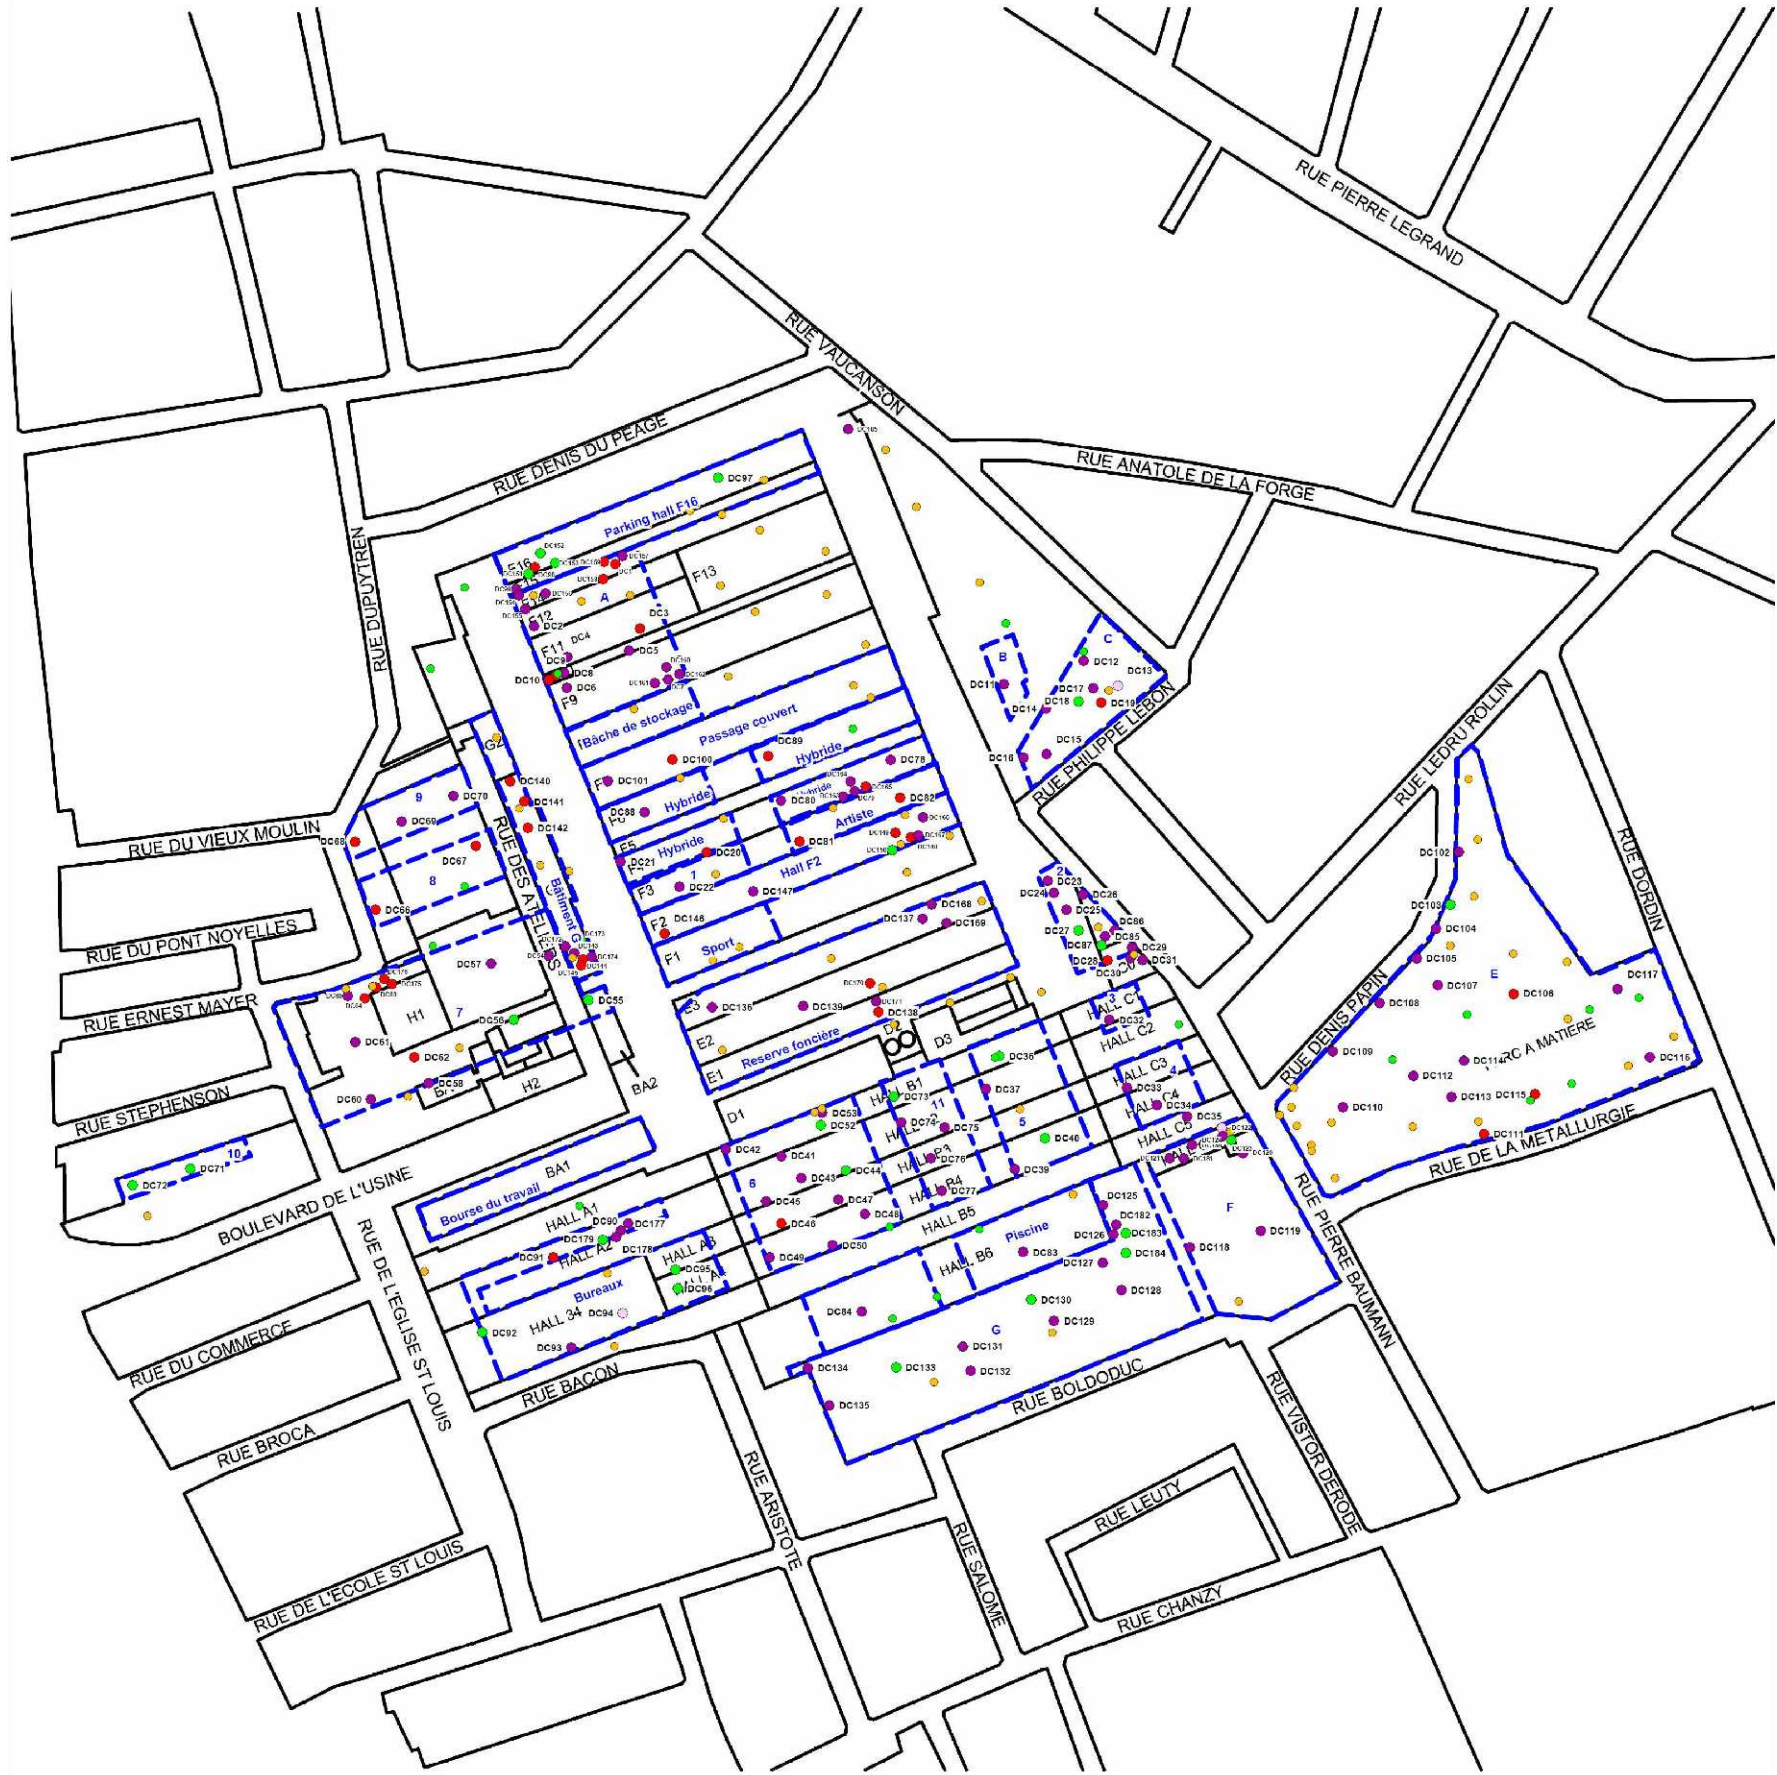 RUE PIERRE LEGRAND
RUE VAUCANSON
RUE DENIS DU PEAGE
RUE ANATOLE DE LA FORGE
RUE DUPUYTREN
DC185
DC97
Parking hall F16
DC152
A
F13
F12
DC2
DC3
DC4
F11
DC9
DC5
DC8
DC10
DC6
F9
B
C
DC12
DC13
DC11
DC17
DC14
DC18
DC19
DC15
DC16
RUE PHILIPPE LEBON
RUE LEDRU ROLLIN
RUE DORDIN
Bâche de stockage
Passage couvert
DC89
Hybride
DC100
DC101
DC78
DC88
Hybride
DC80
DC79
DC82
Artiste
F5
Hybride
DC81
DC21
DC20
1
Hall F2
F3
DC22
DC147
F2
DC146
F1
Sport
DC137
DC168
DC169
E3
DC136
DC139
DC138
D2
E2
Reserve foncière
E1
D3
D1
G2
DC140
DC141
DC142
9
DC70
DC69
DC68
DC67
8
DC66
RUE DU VIEUX MOULIN
RUE DES ATELIERS
Bâtiment G
RUE DU PONT NOYELLES
RUE ERNEST MAYER
RUE STEPHENSON
DC57
DC55
DC56
7
H1
DC61
DC62
DC58
DC60
H2
BA2
10
DC71
DC72
BOULEVARD DE L'USINE
BA1
Bourse du travail
2
DC23
DC24
DC26
DC25
DC86
DC27
DC85
DC87
DC29
DC28
DC30
DC31
3
HALL C1
DC32
HALL C2
HALL C3
4
DC33
HALL C4
DC34
DC35
HALL C5
DC36
DC37
5
DC40
DC39
HALL B1
DC73
11
DC74
DC75
DC76
HALL B4
DC77
HALL B5
HALL B6
Piscine
DC83
DC53
DC52
DC42
DC41
DC44
6
DC43
DC45
DC47
DC46
DC48
DC50
DC49
HALL A1
DC90
DC177
DC179
DC178
DC91
HALL A2
HALL A3
DC95
DC96
Bureaux
HALL 34
DC94
DC92
DC93
DC84
G
DC134
DC135
DC133
DC131
DC132
DC130
DC129
DC128
DC127
DC126
DC125
DC182
DC183
DC184
F
DC118
DC119
DC102
DC103
DC104
DC105
E
DC117
DC107
DC106
DC108
DC109
DC114
DC116
DC112
DC113
DC115
DC110
DC111
RUE DENIS PAPIN
RUE DE LA METALLURGIE
RUE PIERRE BAUMANN
RUE BOLDODUC
RUE BACON
RUE DU COMMERCE
RUE DE L'EGLISE ST LOUIS
RUE BROCA
RUE DE L'ECOLE ST LOUIS
RUE ARISTOTE
RUE SALOME
RUE LEUTY
RUE VISTOR DERODE
RUE CHANZY